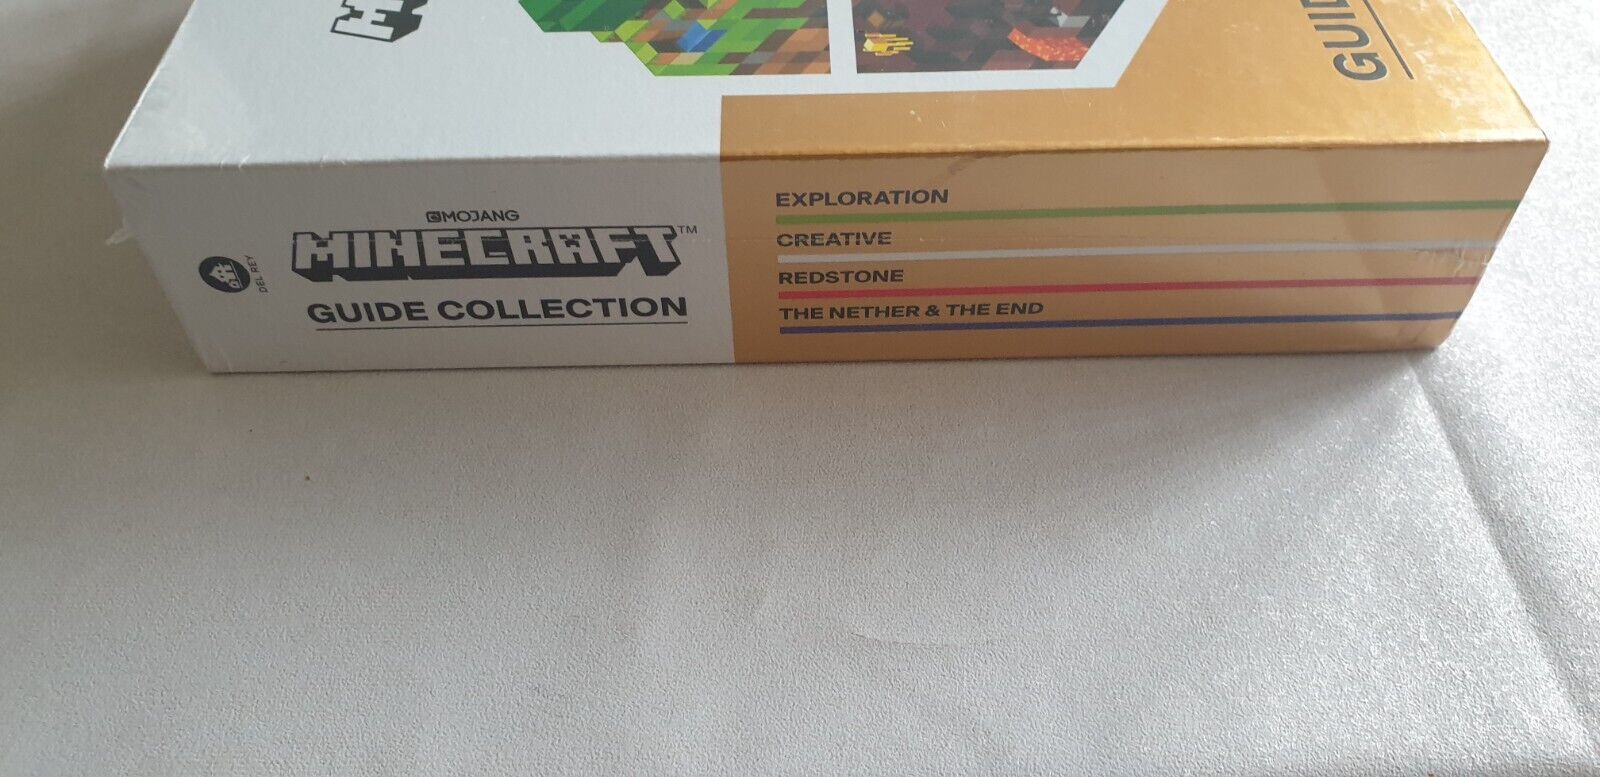 MOJANG
MINECRAFT™
GUIDE COLLECTION
DEL REY
EXPLORATION
CREATIVE
REDSTONE
THE NETHER & THE END